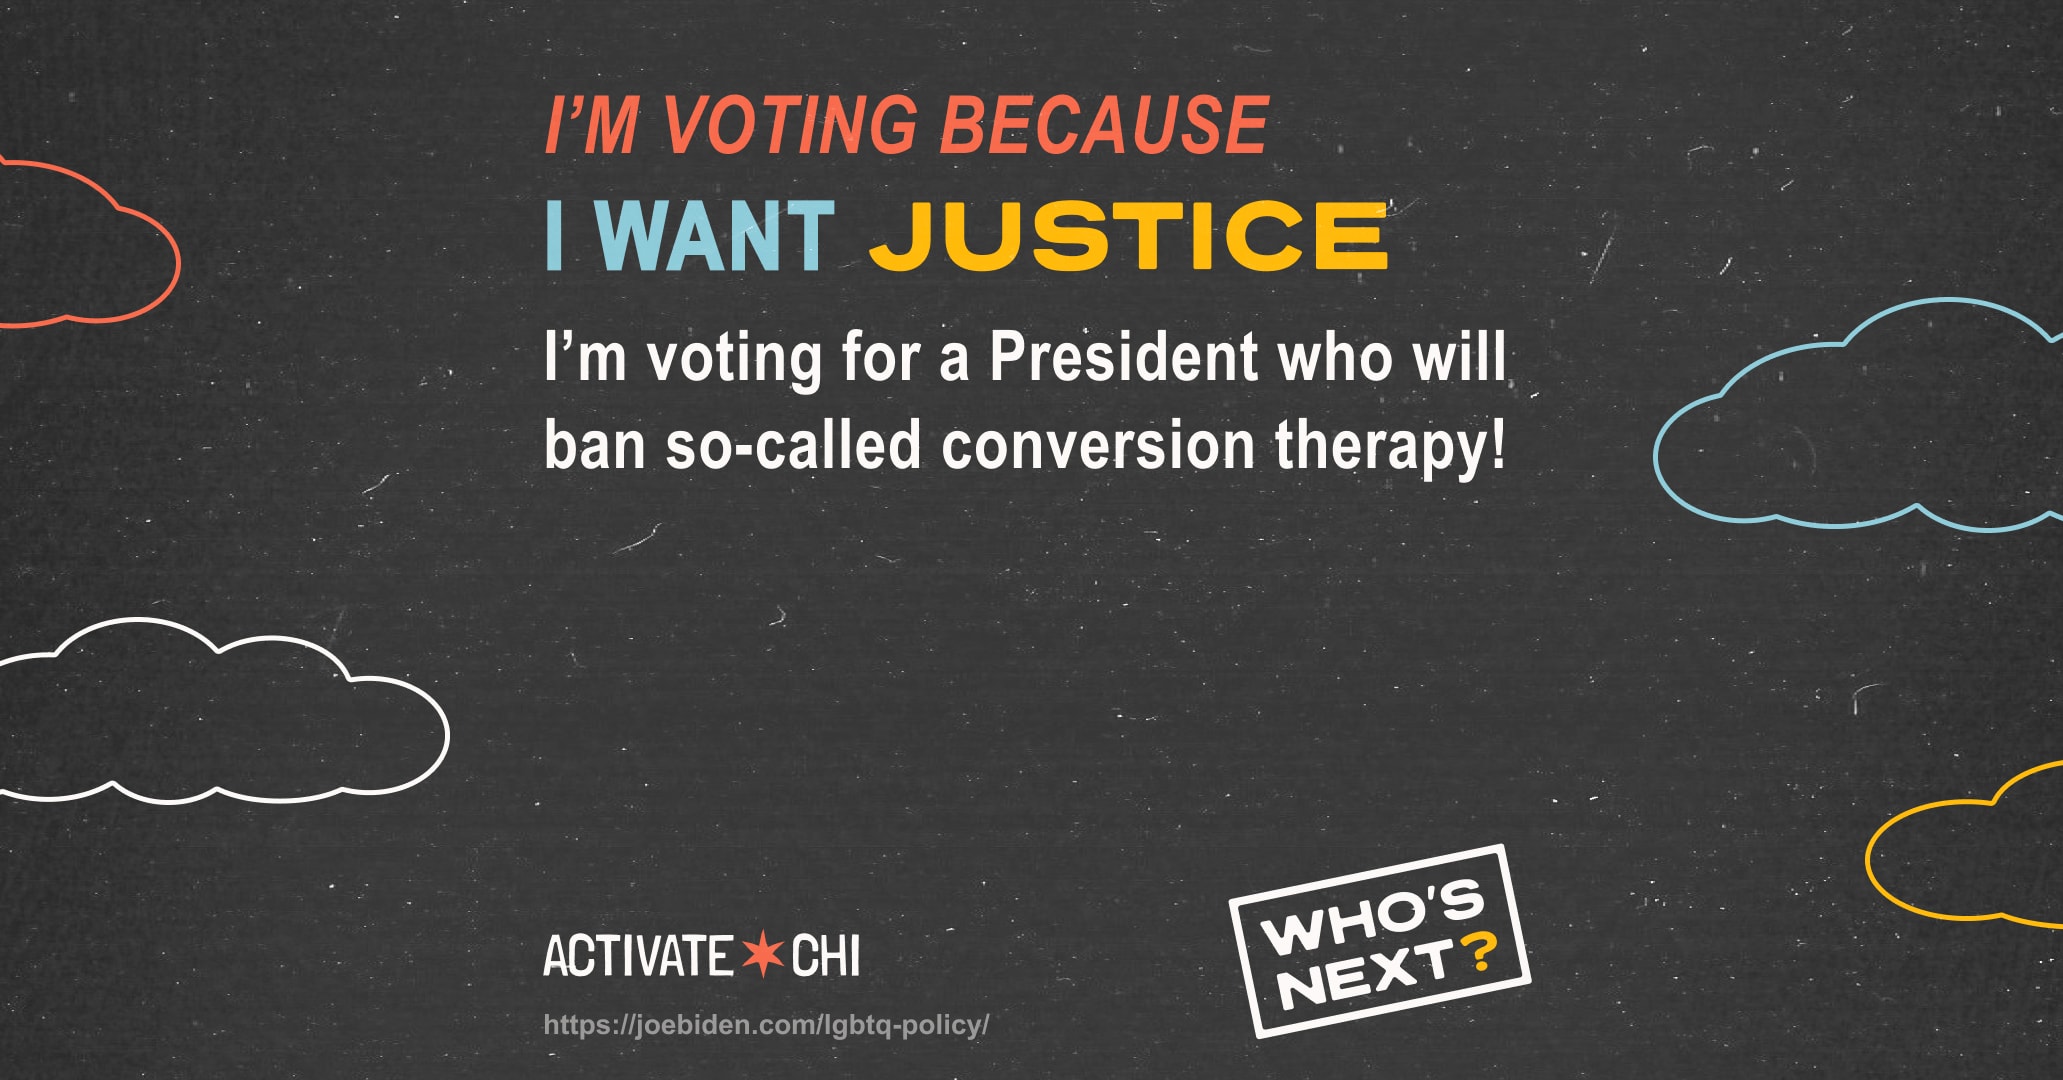 I’M VOTING BECAUSE
I WANT JUSTICE
I’m voting for a President who will
ban so-called conversion therapy!
WHO’S
NEXT?
ACTIVATE CHI
https://joebiden.com/lgbtq-policy/